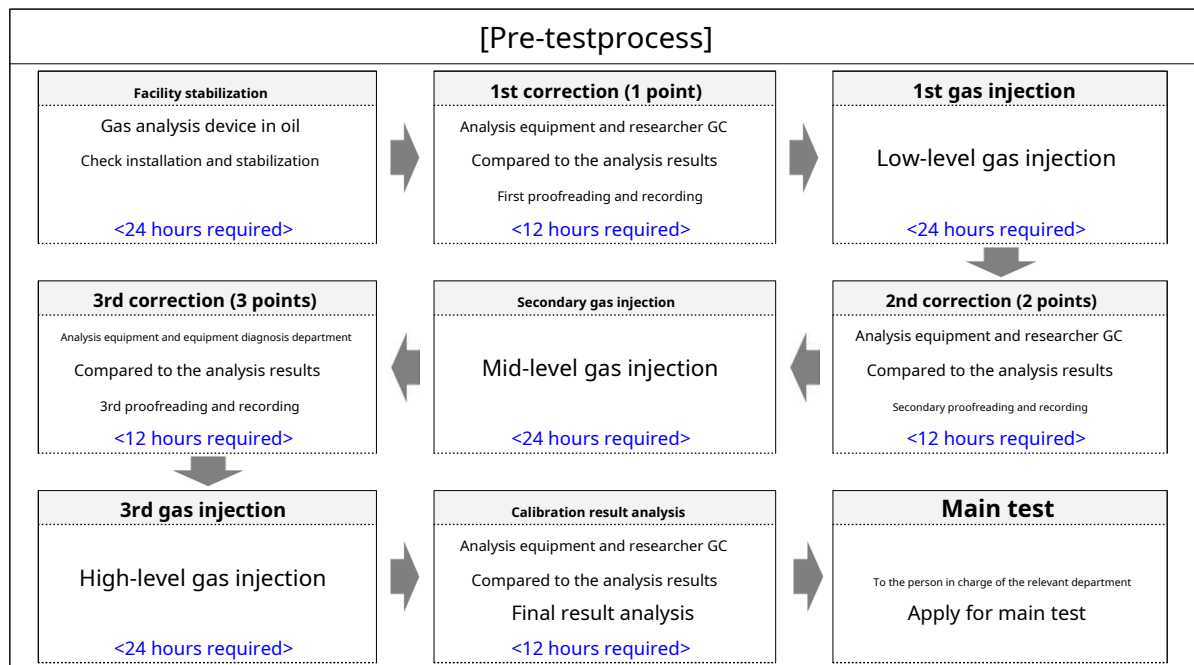 [Pre-testprocess]
Facility stabilization
Gas analysis device in oil
Check installation and stabilization
<24 hours required>
1st correction (1 point)
Analysis equipment and researcher GC
Compared to the analysis results
First proofreading and recording
<12 hours required>
1st gas injection
Low-level gas injection
<24 hours required>
2nd correction (2 points)
Analysis equipment and researcher GC
Compared to the analysis results
Secondary proofreading and recording
<12 hours required>
Secondary gas injection
Mid-level gas injection
<24 hours required>
3rd correction (3 points)
Analysis equipment and equipment diagnosis department
Compared to the analysis results
3rd proofreading and recording
<12 hours required>
3rd gas injection
High-level gas injection
<24 hours required>
Calibration result analysis
Analysis equipment and researcher GC
Compared to the analysis results
Final result analysis
<12 hours required>
Main test
To the person in charge of the relevant department
Apply for main test